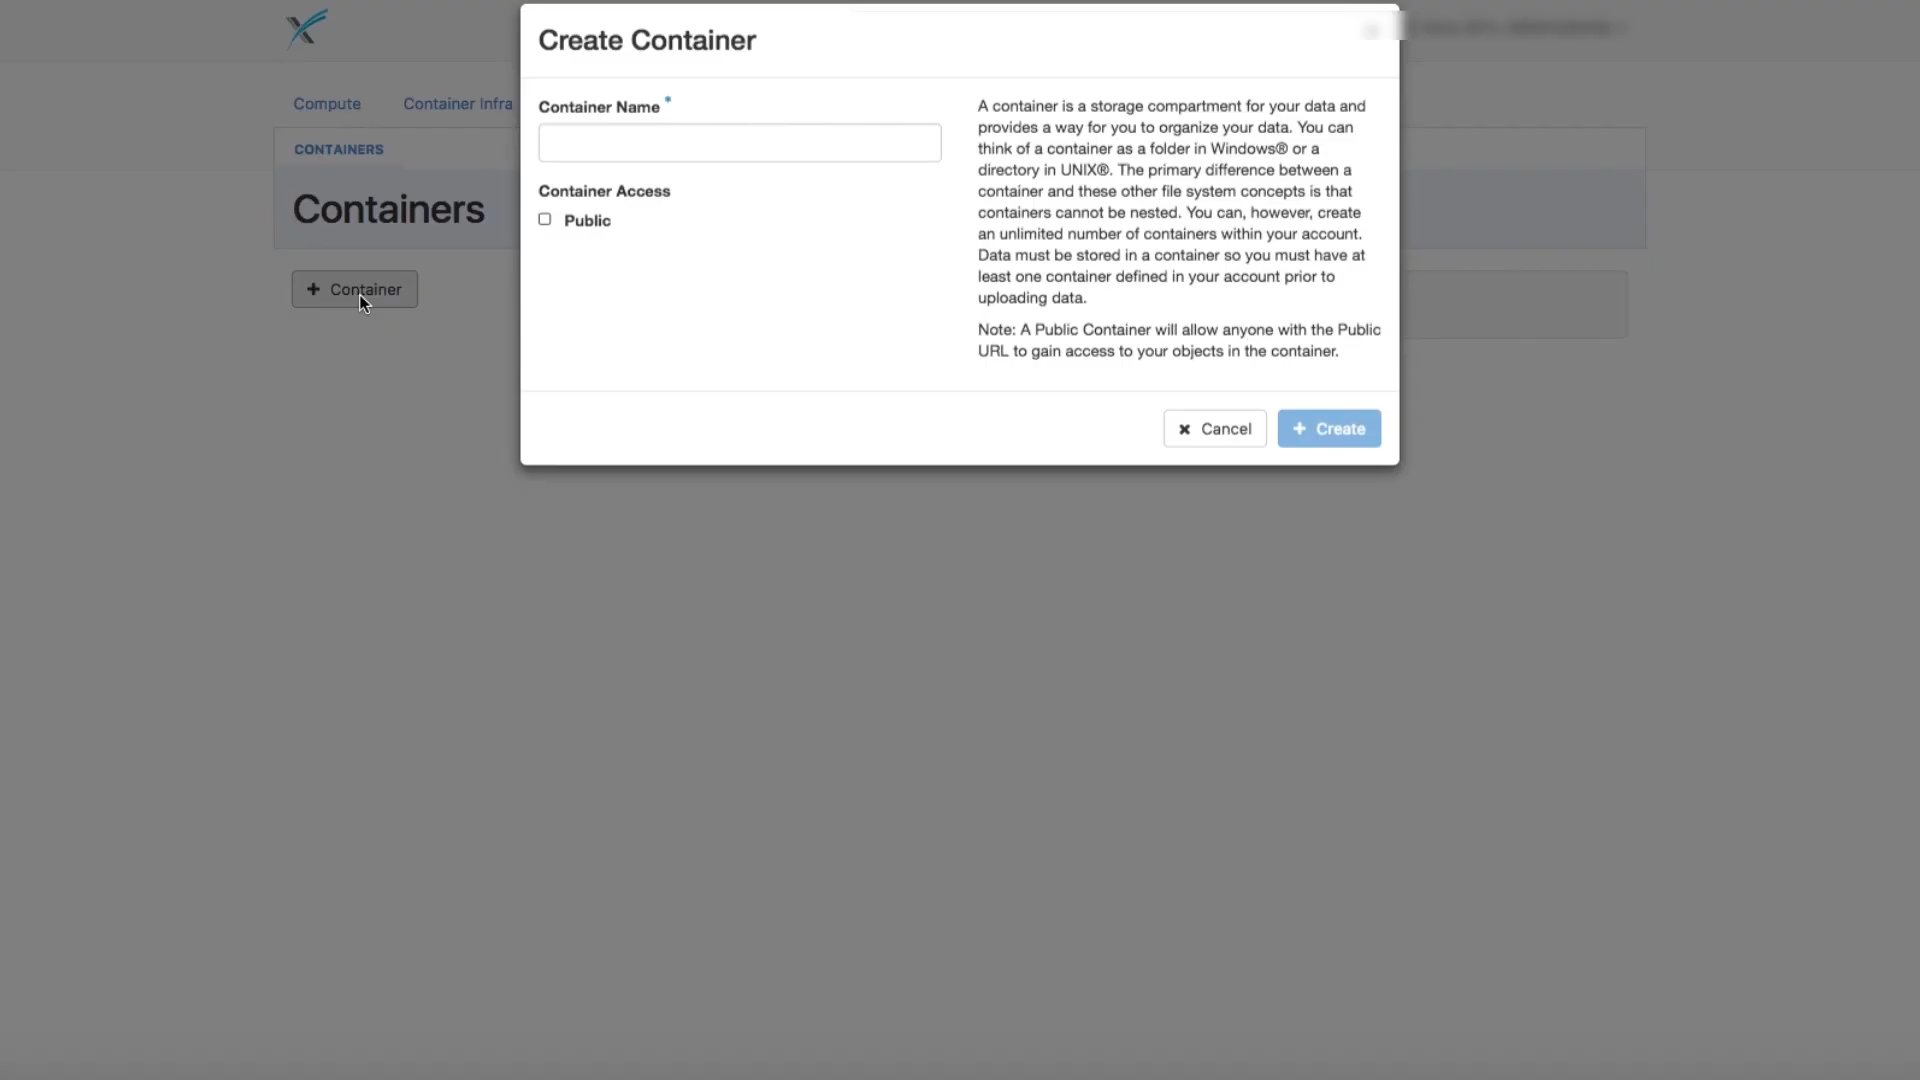 Create Container
Compute
Container Infra
CONTAINERS
Containers
+ Container
Container Name *
Container Access
Public
A container is a storage compartment for your data and
provides a way for you to organize your data. You can
think of a container as a folder in Windows® or a
directory in UNIX®. The primary difference between a
container and these other file system concepts is that
containers cannot be nested. You can, however, create
an unlimited number of containers within your account.
Data must be stored in a container so you must have at
least one container defined in your account prior to
uploading data.
Note: A Public Container will allow anyone with the Public
URL to gain access to your objects in the container.
Cancel
+ Create